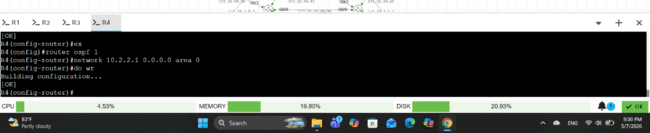 R1
R2
R3
R4
[OK]
R4(config-router)#ex
R4(config)#router ospf 1
R4(config-router)#network 10.2.2.1 0.0.0.0 area 0
R4(config-router)#do wr
Building configuration...
[OK]
R4(config-router)#
CPU 4.53% MEMORY 19.80% DISK 20.93% 1 OK
83°F
Partly cloudy
Search
ENG
9:00 PM
5/7/2026